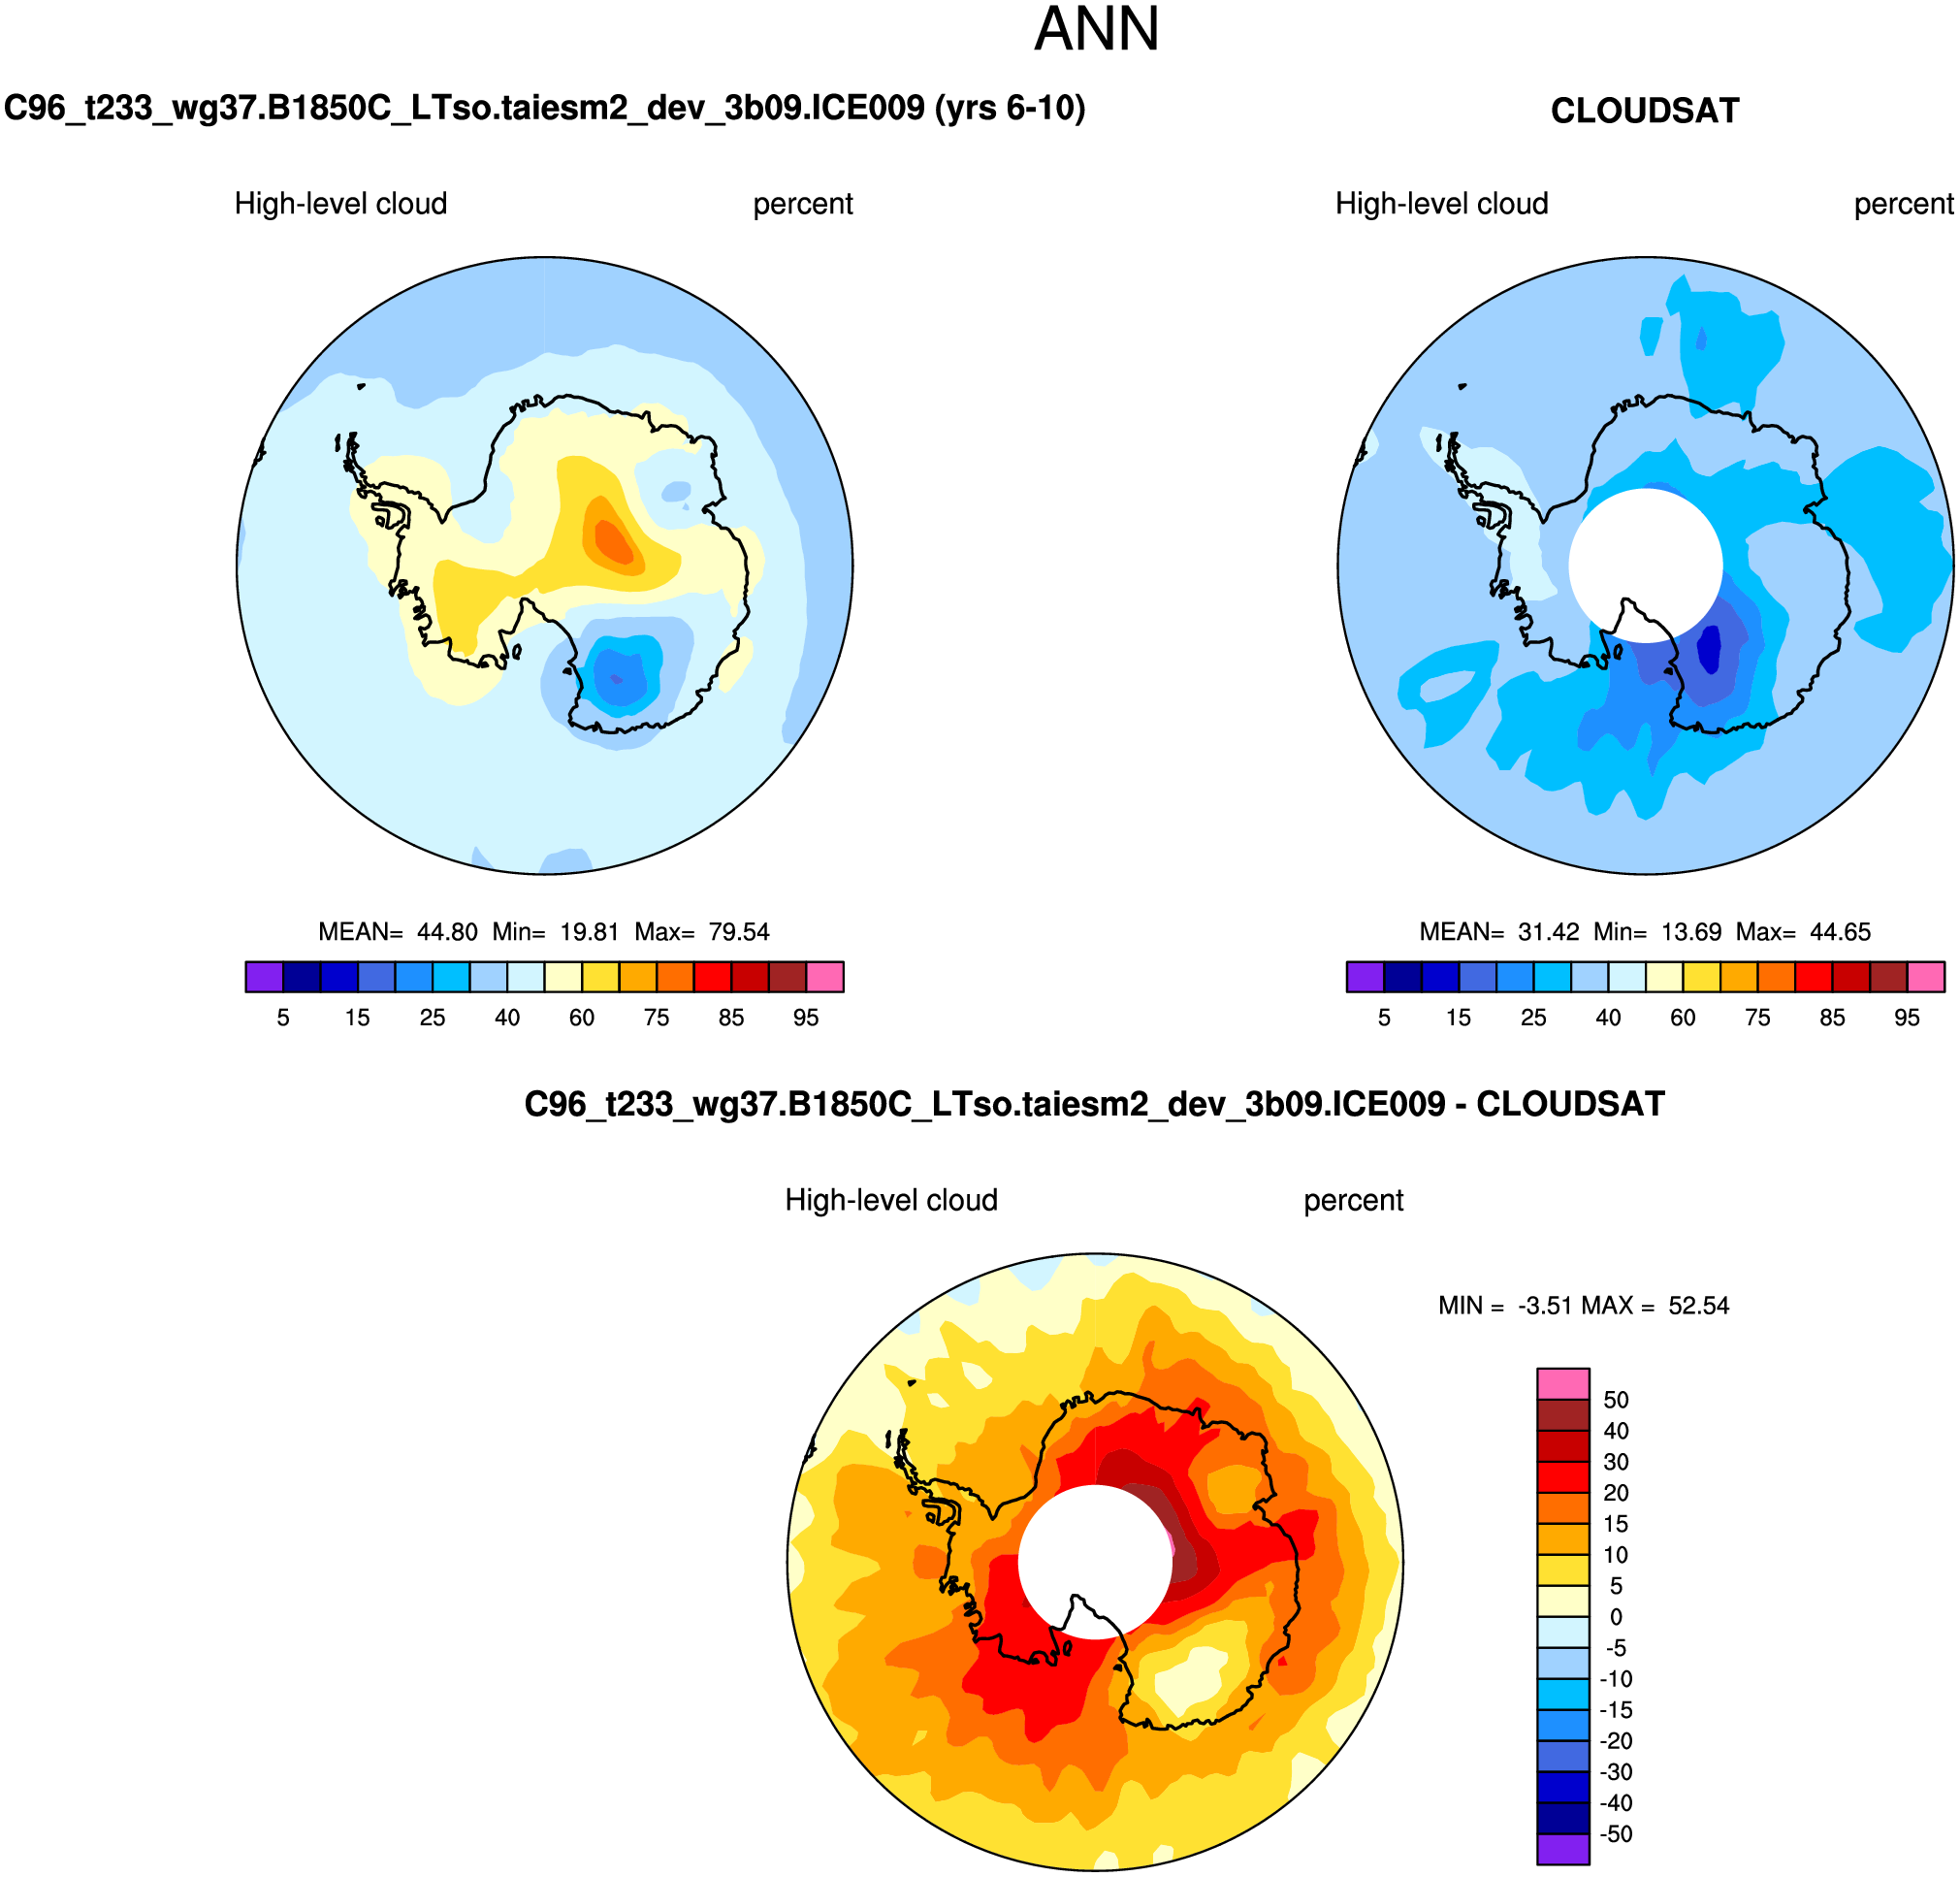 ANN
C96_t233_wg37.B1850C_LTso.taiesm2_dev_3b09.ICE009 (yrs 6-10)
CLOUDSAT
High-level cloud percent
High-level cloud percent
MEAN= 44.80 Min= 19.81 Max= 79.54
MEAN= 31.42 Min= 13.69 Max= 44.65
5 15 25 40 60 75 85 95
5 15 25 40 60 75 85 95
C96_t233_wg37.B1850C_LTso.taiesm2_dev_3b09.ICE009 - CLOUDSAT
High-level cloud percent
MIN = -3.51 MAX = 52.54
50
40
30
20
15
10
5
0
-5
-10
-15
-20
-30
-40
-50